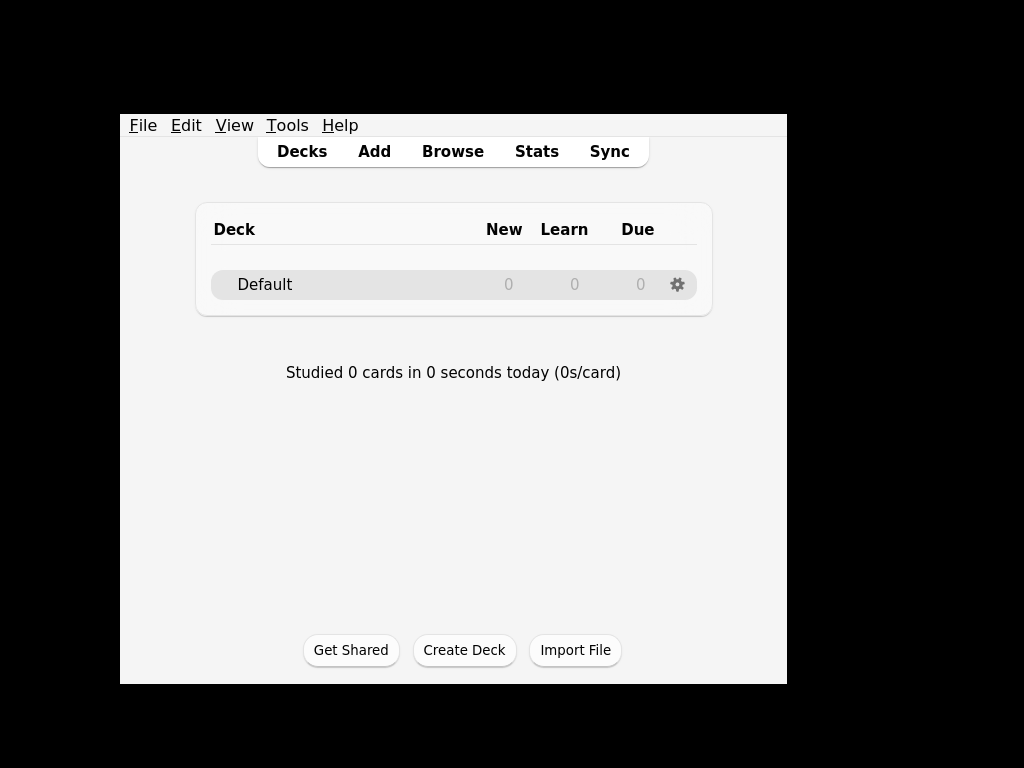 File Edit View Tools Help
Decks Add Browse Stats Sync
Deck New Learn Due
Default 0 0 0
Studied 0 cards in 0 seconds today (0s/card)
Get Shared Create Deck Import File